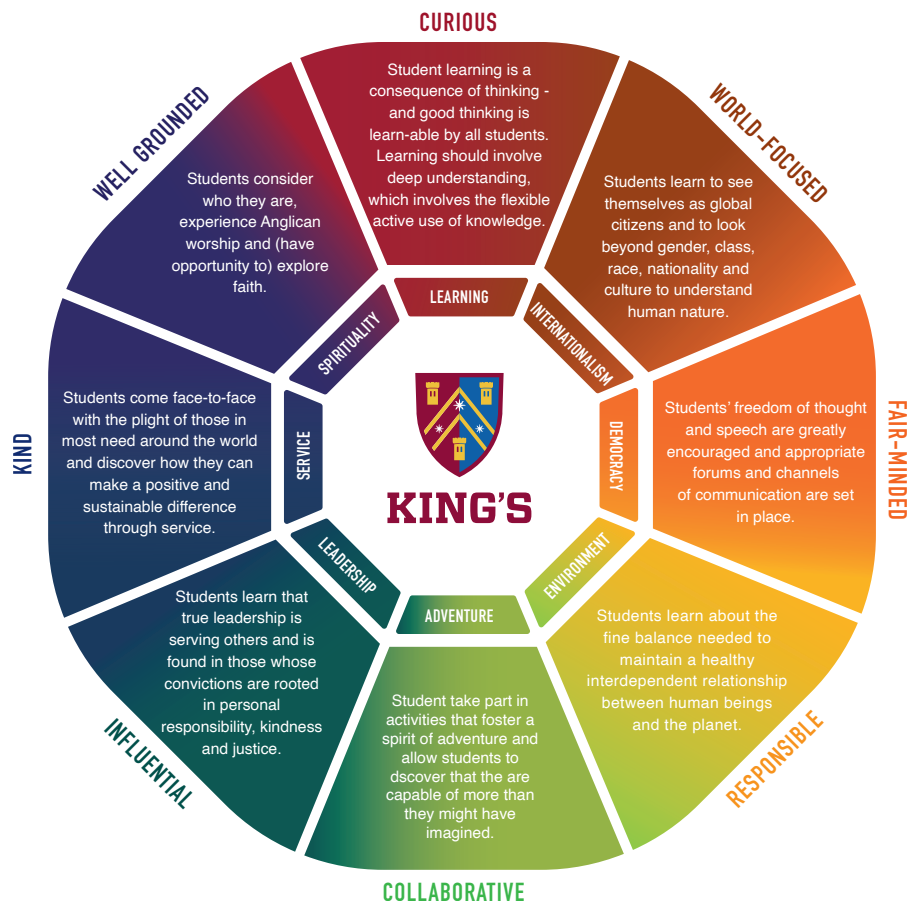 CURIOUS
Student learning is a
consequence of thinking -
and good thinking is
learn-able by all students.
Learning should involve
deep understanding,
which involves the flexible
active use of knowledge.
LEARNING
WORLD-FOCUSED
Students learn to see
themselves as global
citizens and to look
beyond gender, class,
race, nationality and
culture to understand
human nature.
INTERNATIONALISM
FAIR-MINDED
Students' freedom of thought
and speech are greatly
encouraged and appropriate
forums and channels
of communication are set
in place.
DEMOCRACY
RESPONSIBLE
Students learn about the
fine balance needed to
maintain a healthy
interdependent relationship
between human beings
and the planet.
ENVIRONMENT
COLLABORATIVE
Student take part in
activities that foster a
spirit of adventure and
allow students to
dscover that the are
capable of more than
they might have
imagined.
ADVENTURE
INFLUENTIAL
Students learn that
true leadership is
serving others and is
found in those whose
convictions are rooted
in personal
responsibility, kindness
and justice.
LEADERSHIP
KIND
Students come face-to-face
with the plight of those in
most need around the world
and discover how they can
make a positive and
sustainable difference
through service.
SERVICE
WELL GROUNDED
Students consider
who they are,
experience Anglican
worship and (have
opportunity to) explore
faith.
SPIRITUALITY
KING'S